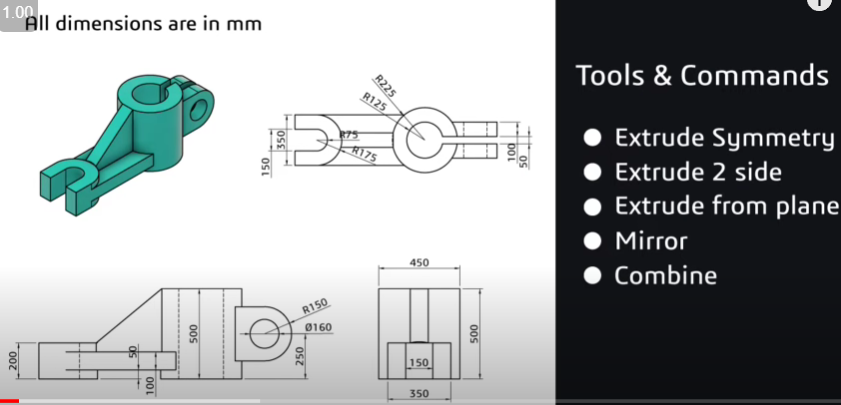 1.00
All dimensions are in mm
Tools & Commands
Extrude Symmetry
Extrude 2 side
Extrude from plane
Mirror
Combine
R225
R125
R75
R175
350
150
100
50
450
R150
Ø160
500
250
200
50
100
500
150
350